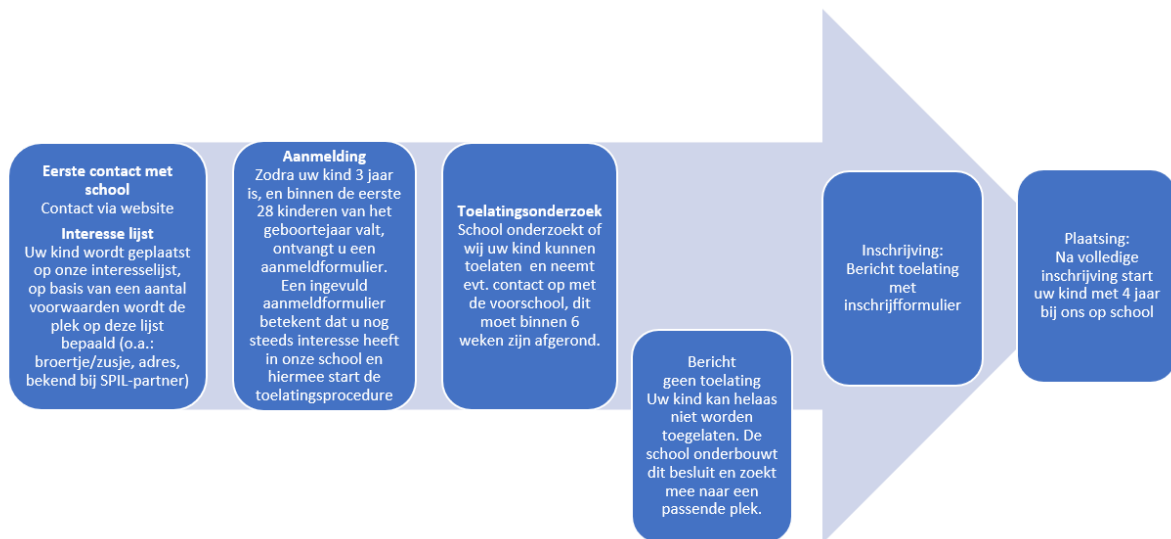 Eerste contact met
school
Contact via website
Interesse lijst
Uw kind wordt geplaatst
op onze interesselijst,
op basis van een aantal
voorwaarden wordt de
plek op deze lijst
bepaald (o.a.:
broertje/zusje, adres,
bekend bij SPIL-partner)
Aanmelding
Zodra uw kind 3 jaar
is, en binnen de eerste
28 kinderen van het
geboortejaar valt,
ontvangt u een
aanmeldformulier.
Een ingevuld
aanmeldformulier
betekent dat u nog
steeds interesse heeft
in onze school en
hiermee start de
toelatingsprocedure
Toelatingsonderzoek
School onderzoekt of
wij uw kind kunnen
toelaten en neemt
evt. contact op met
de voorschool, dit
moet binnen 6
weken zijn afgerond.
Bericht
geen toelating
Uw kind kan helaas
niet worden
toegelaten. De
school onderbouwt
dit besluit en zoekt
mee naar een
passende plek.
Inschrijving:
Bericht toelating
met
inschrijfformulier
Plaatsing:
Na volledige
inschrijving start
uw kind met 4 jaar
bij ons op school